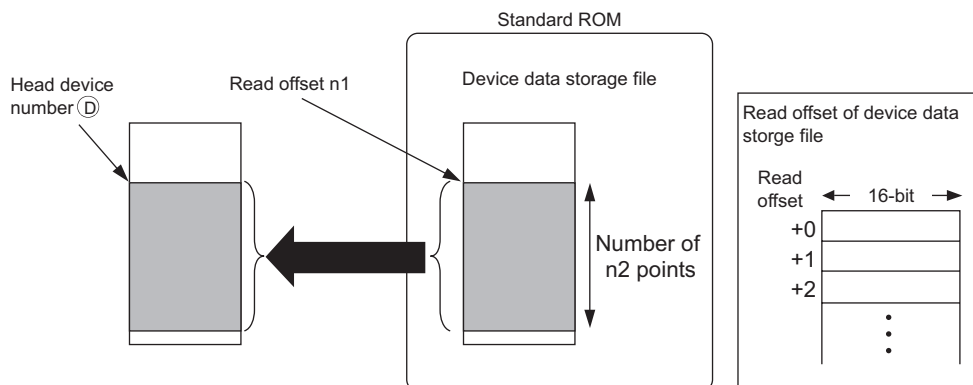 Standard ROM
Head device
number Ⓓ
Read offset n1
Device data storage file
Number of
n2 points
Read offset of device data
storge file
Read
offset
16-bit
+0
+1
+2